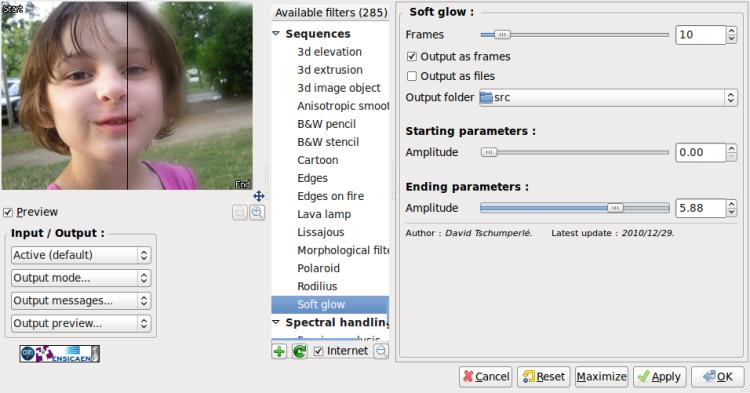 Start
End
Preview
Input / Output :
Active (default)
Output mode...
Output messages...
Output preview...
ENSICAEN
Available filters (285)
Sequences
3d elevation
3d extrusion
3d image object
Anisotropic smoot
B&W pencil
B&W stencil
Cartoon
Edges
Edges on fire
Lava lamp
Lissajous
Morphological filte
Polaroid
Rodilius
Soft glow
Spectral handling
Internet
Soft glow :
Frames 10
Output as frames
Output as files
Output folder src
Starting parameters :
Amplitude 0.00
Ending parameters :
Amplitude 5.88
Author : David Tschumperlé. Latest update : 2010/12/29.
Cancel Reset Maximize Apply OK